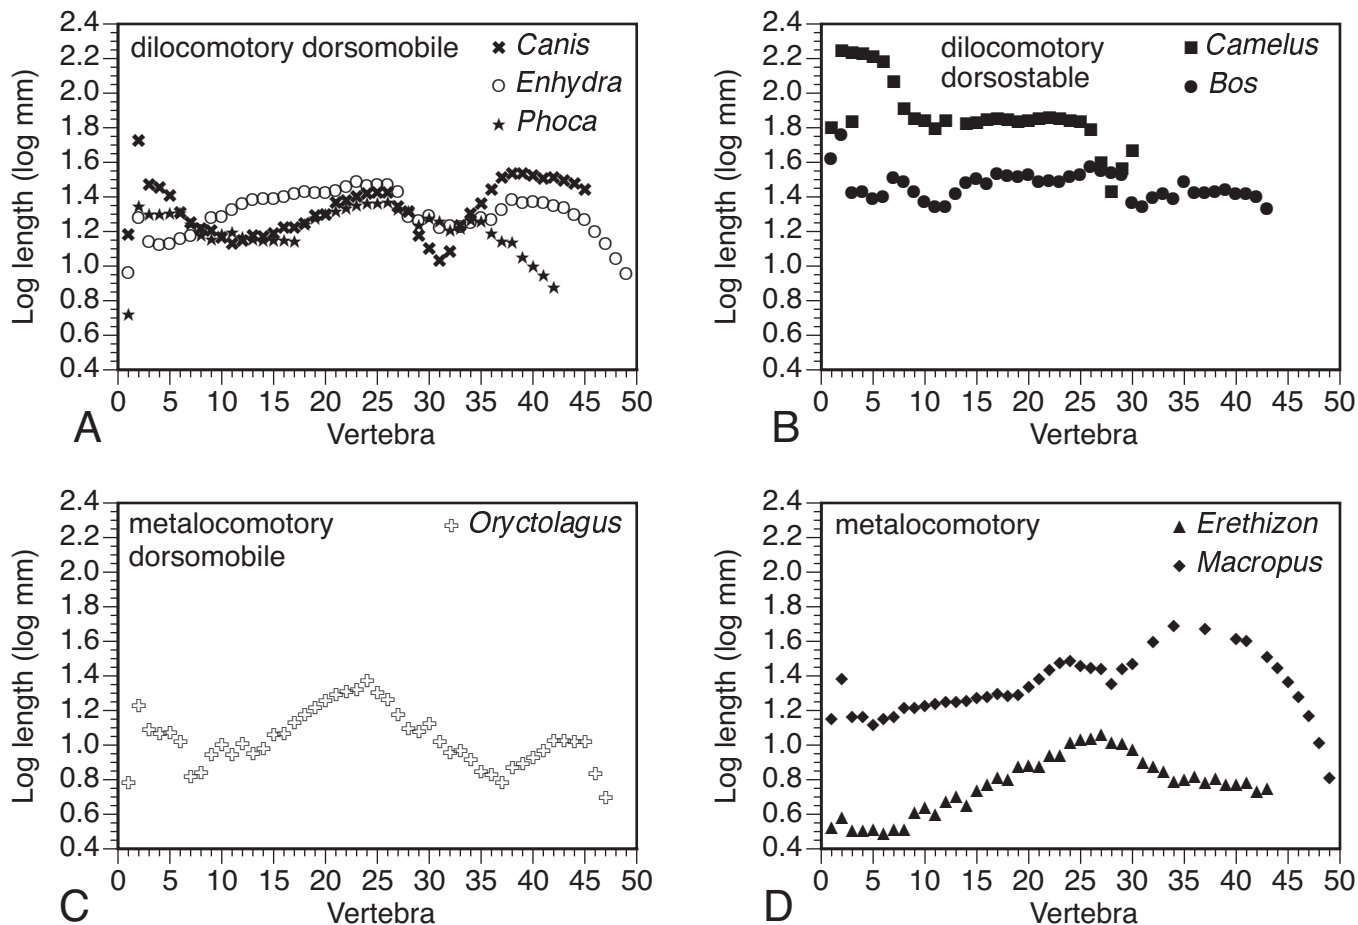 dilocomotory dorsomobile
Canis
Enhydra
Phoca
2.4
2.2
2.0
1.8
1.6
1.4
1.2
1.0
0.8
0.6
0.4
Log length (log mm)
0 5 10 15 20 25 30 35 40 45 50
Vertebra
A
dilocomotory
dorsostable
Camelus
Bos
2.4
2.2
2.0
1.8
1.6
1.4
1.2
1.0
0.8
0.6
0.4
Log length (log mm)
0 5 10 15 20 25 30 35 40 45 50
Vertebra
B
metalocomotory
dorsomobile
Oryctolagus
2.4
2.2
2.0
1.8
1.6
1.4
1.2
1.0
0.8
0.6
0.4
Log length (log mm)
0 5 10 15 20 25 30 35 40 45 50
Vertebra
C
metalocomotory
Erethizon
Macropus
2.4
2.2
2.0
1.8
1.6
1.4
1.2
1.0
0.8
0.6
0.4
Log length (log mm)
0 5 10 15 20 25 30 35 40 45 50
Vertebra
D